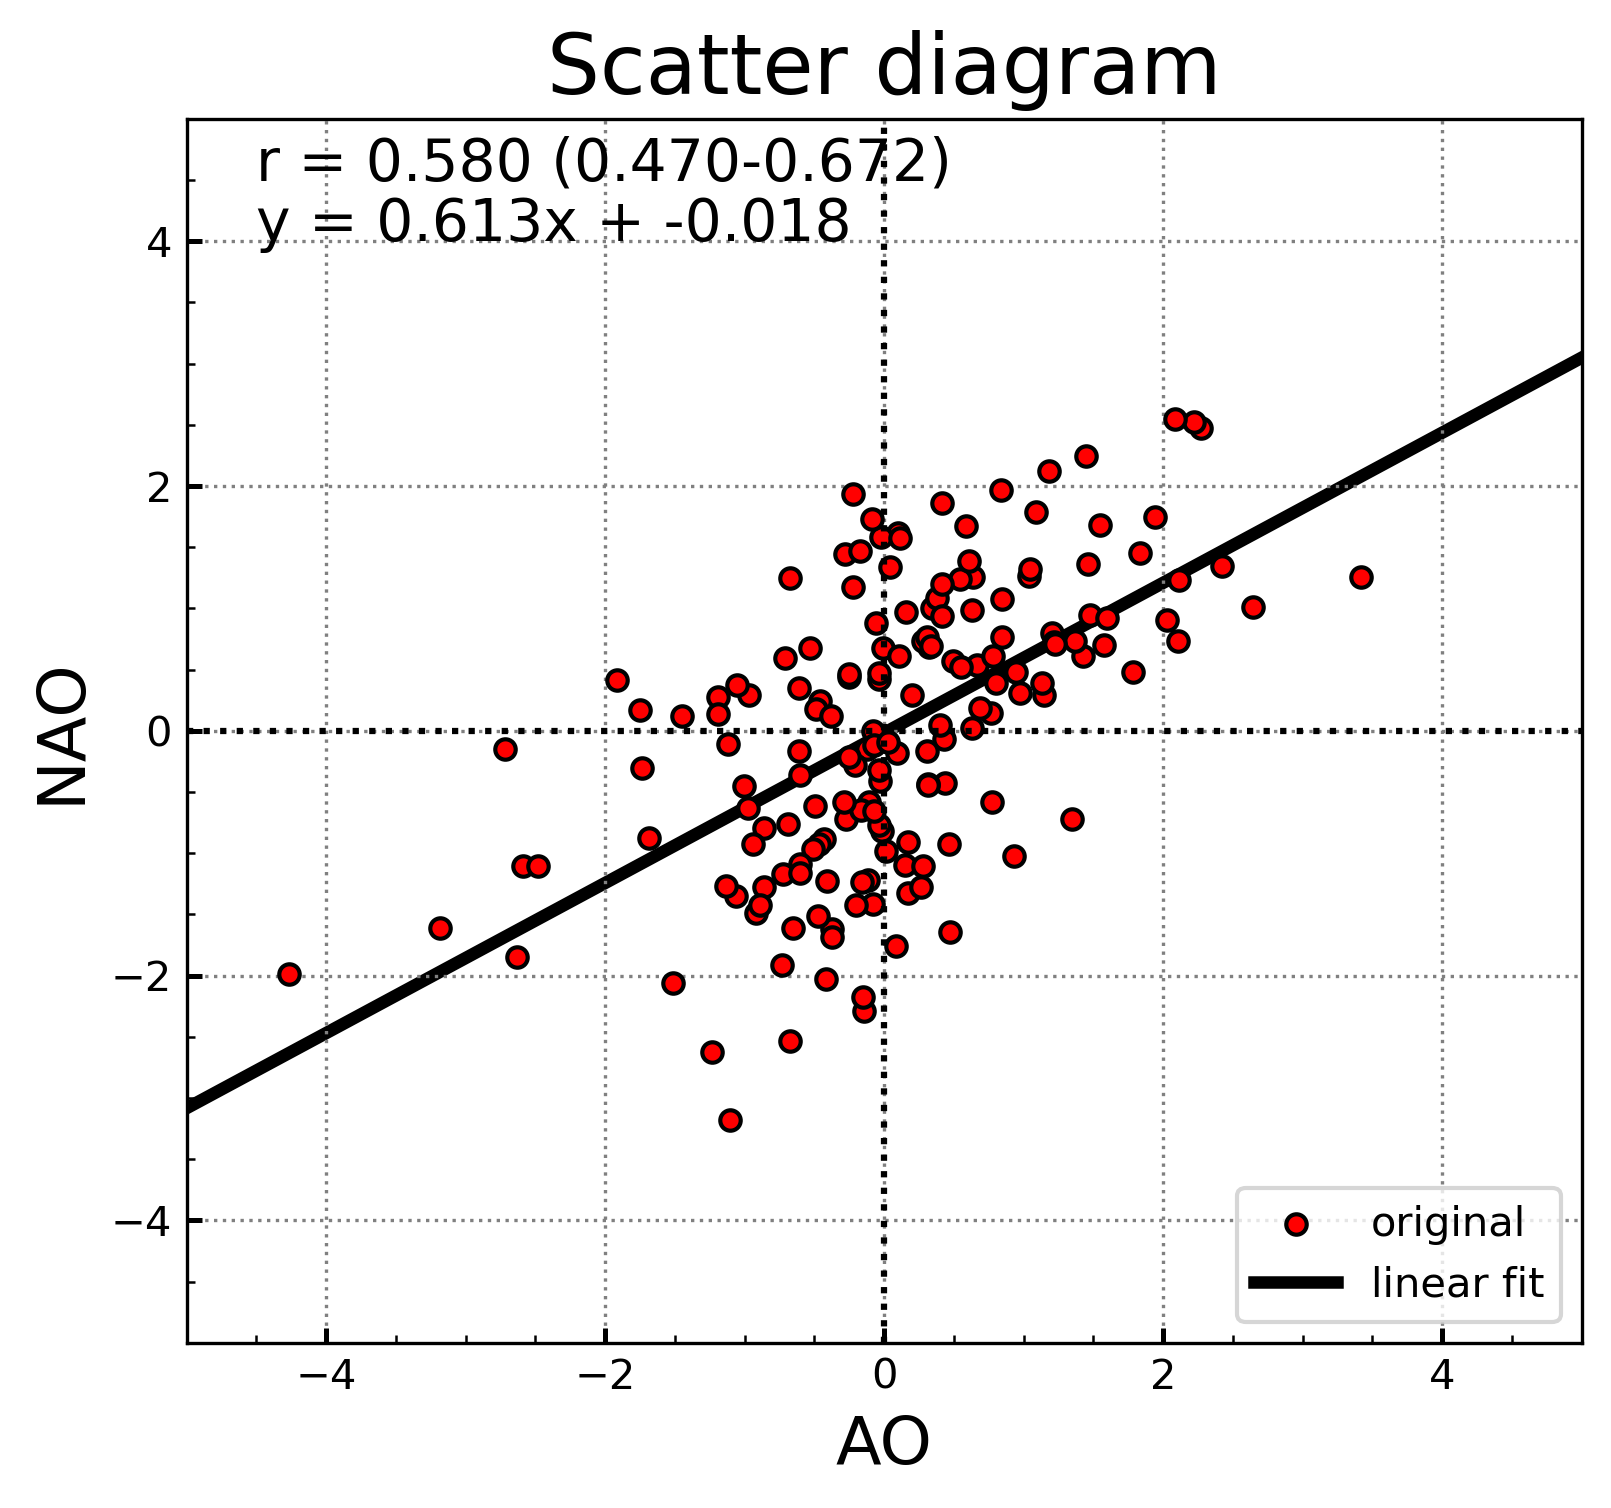 Scatter diagram
r = 0.580 (0.470-0.672)
y = 0.613x + -0.018
4
2
0
−2
−4
NAO
−4
−2
0
2
4
AO
original
linear fit